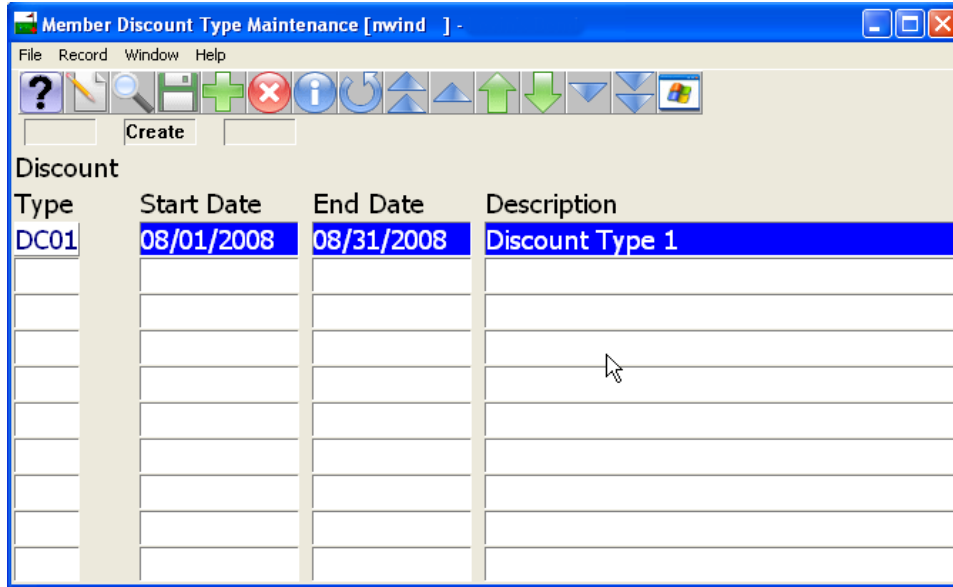 Member Discount Type Maintenance [nwind ] -
File Record Window Help
?
Create
Discount
Type Start Date End Date Description
DC01 08/01/2008 08/31/2008 Discount Type 1